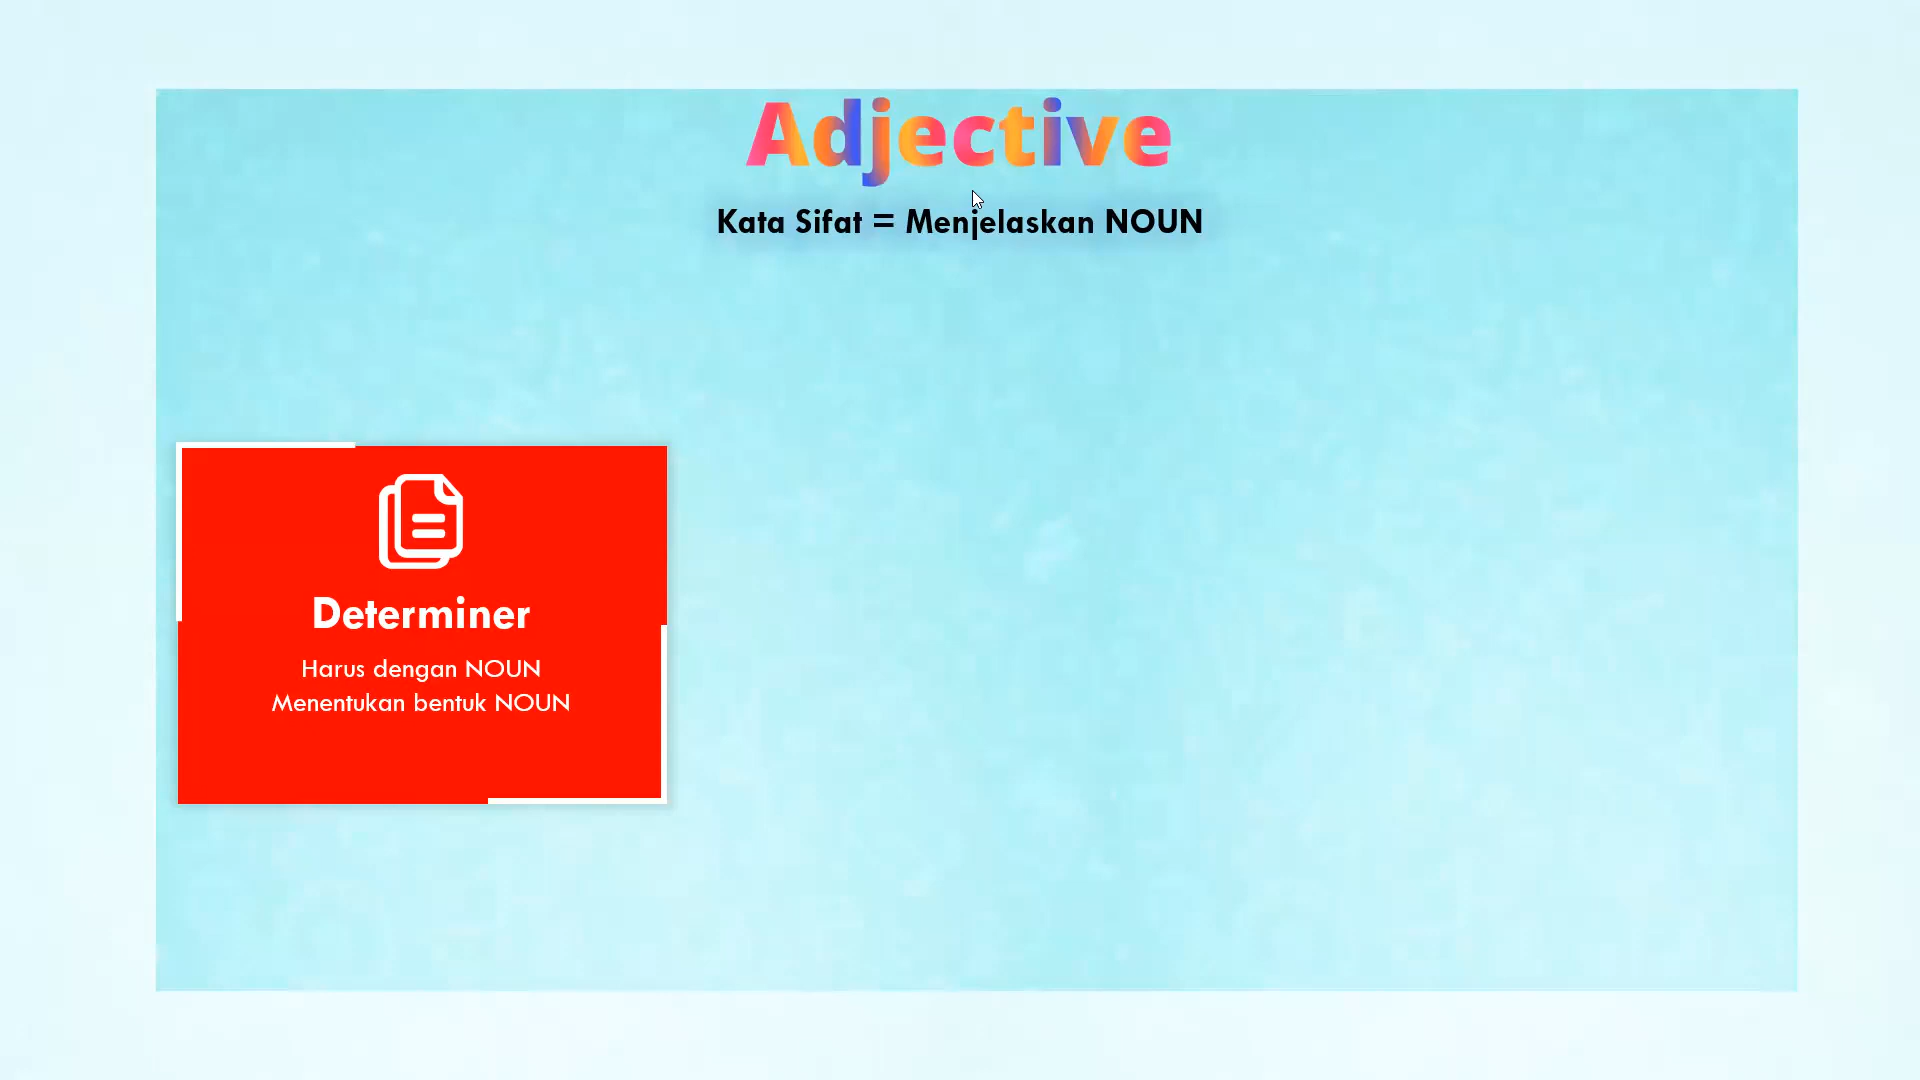 Adjective
Kata Sifat = Menjelaskan NOUN
Determiner
Harus dengan NOUN
Menentukan bentuk NOUN